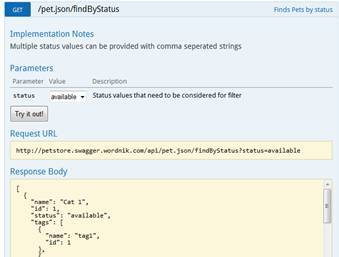 GET /pet.json/findByStatus Finds Pets by status
Implementation Notes
Multiple status values can be provided with comma seperated strings
Parameters
Parameter Value Description
status available Status values that need to be considered for filter
Try it out!
Request URL
http://petstore.swagger.wordnik.com/api/pet.json/findByStatus?status=available
Response Body
[
{
"name": "Cat 1",
"id": 1,
"status": "available",
"tags": [
{
"name": "tag1",
"id": 1
},